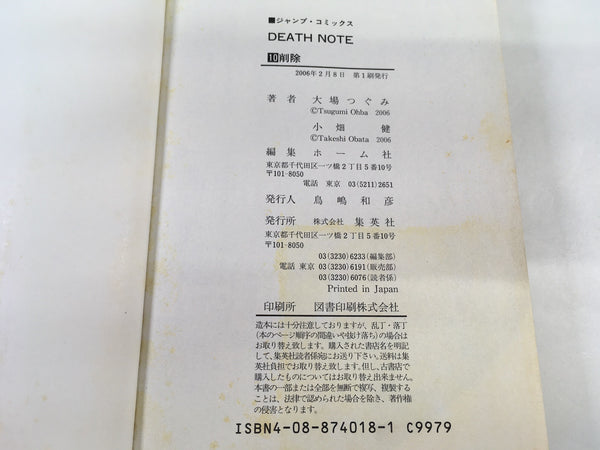 ■ジャンプ・コミックス
DEATH NOTE
10削除
2006年2月8日 第1刷発行
著者 大場つぐみ
©Tsugumi Ohba 2006
小畑健
©Takeshi Obata 2006
編集 ホーム社
東京都千代田区一ツ橋2丁目5番10号
〒101-8050
電話 東京 03(5211)2651
発行人 鳥嶋和彦
発行所 株式会社 集英社
東京都千代田区一ツ橋2丁目5番10号
〒101-8050
03(3230)6233(編集部)
電話 東京 03(3230)6191(販売部)
03(3230)6076(読者係)
Printed in Japan
印刷所 図書印刷株式会社
造本には十分注意しておりますが、乱丁・落丁
(本のページ順序の間違いや抜け落ち)の場合は
お取り替え致します。購入された書店名を明記
して、集英社読者係宛にお送り下さい。送料は集
英社負担でお取り替え致します。但し、古書店で
購入したものについてはお取り替え出来ません。
本書の一部または全部を無断で複写、複製する
ことは、法律で認められた場合を除き、著作権
の侵害となります。
ISBN4-08-874018-1 C9979